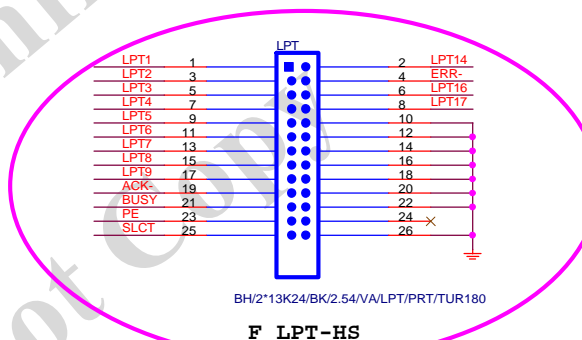 LPT
LPT1 1 2 LPT14
LPT2 3 4 ERR-
LPT3 5 6 LPT16
LPT4 7 8 LPT17
LPT5 9 10
LPT6 11 12
LPT7 13 14
LPT8 15 16
LPT9 17 18
ACK- 19 20
BUSY 21 22
PE 23 24
SLCT 25 26
BH/2*13K24/BK/2.54/VA/LPT/PRT/TUR180
F LPT-HS
ot Copy